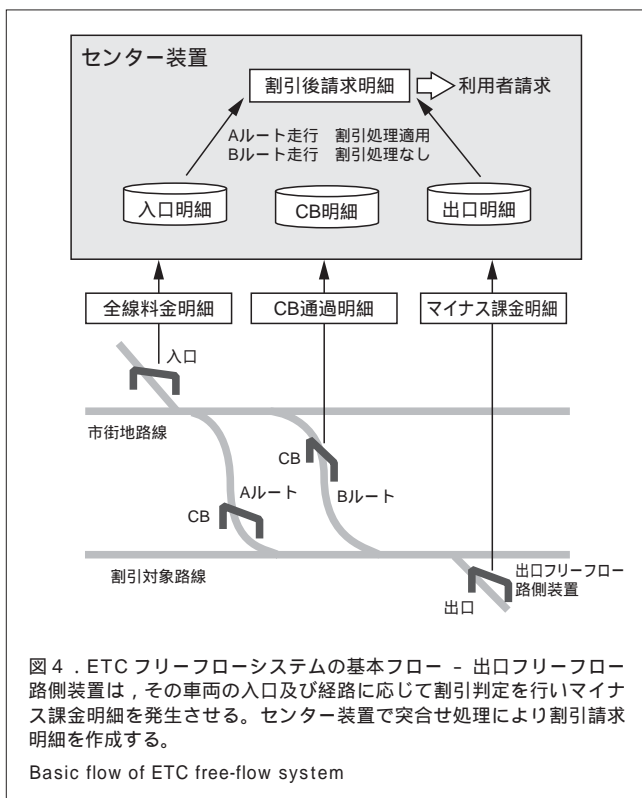 センター装置
割引後請求明細
利用者請求
Aルート走行 割引処理適用
Bルート走行 割引処理なし
入口明細
CB明細
出口明細
全線料金明細
CB通過明細
マイナス課金明細
入口
市街地路線
CB
Aルート
Bルート
CB
割引対象路線
出口フリーフロー
路側装置
出口
図4．ETCフリーフローシステムの基本フロー － 出口フリーフロー
路側装置は，その車両の入口及び経路に応じて割引判定を行いマイナ
ス課金明細を発生させる。センター装置で突合せ処理により割引請求
明細を作成する。
Basic flow of ETC free-flow system